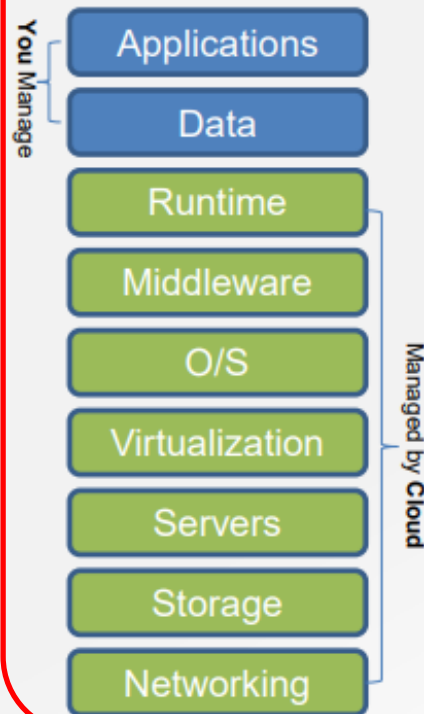 You Manage
Applications
Data
Runtime
Middleware
O/S
Virtualization
Servers
Storage
Networking
Managed by Cloud